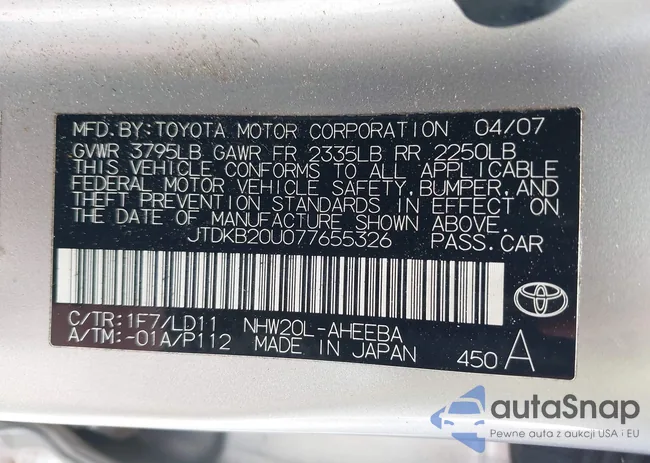 MFD.BY:TOYOTA MOTOR CORPORATION 04/07
GVWR 3795LB GAWR FR 2335LB RR 2250LB
THIS VEHICLE CONFORMS TO ALL APPLICABLE
FEDERAL MOTOR VEHICLE SAFETY,BUMPER,AND
THEFT PREVENTION STANDARDS IN EFFECT ON
THE DATE OF MANUFACTURE SHOWN ABOVE.
JTDKB20U077655326 PASS.CAR
C/TR:1F7/LD11 NHW20L-AHEEBA
A/TM:-01A/P112 MADE IN JAPAN 450 A
autoSnap
Pewne auta z aukcji USA i EU